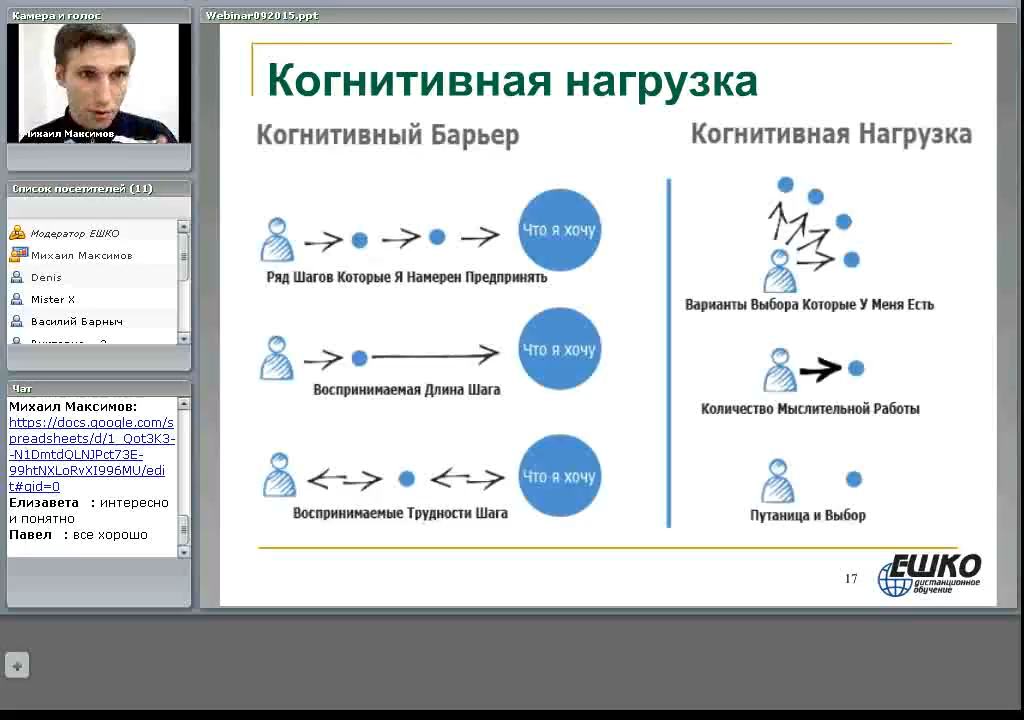 Камера и голос
Михаил Максимов
Список посетителей (11)
Модератор ЕШКО
Михаил Максимов
Denis
Mister X
Василий Барныч
Чат
Михаил Максимов:
https://docs.google.com/s
preadsheets/d/1_Qot3K3-
-N1DmtdQLNJPct73E-
99htNXLoRvXI996MU/edi
t#gid=0
Елизавета : интересно
и понятно
Павел : все хорошо
Webinar092015.ppt
Когнитивная нагрузка
Когнитивный Барьер
Что я хочу
Ряд Шагов Которые Я Намерен Предпринять
Что я хочу
Воспринимаемая Длина Шага
Что я хочу
Воспринимаемые Трудности Шага
Когнитивная Нагрузка
Варианты Выбора Которые У Меня Есть
Количество Мыслительной Работы
Путаница и Выбор
17
ЕШКО
дистанционное
обучение